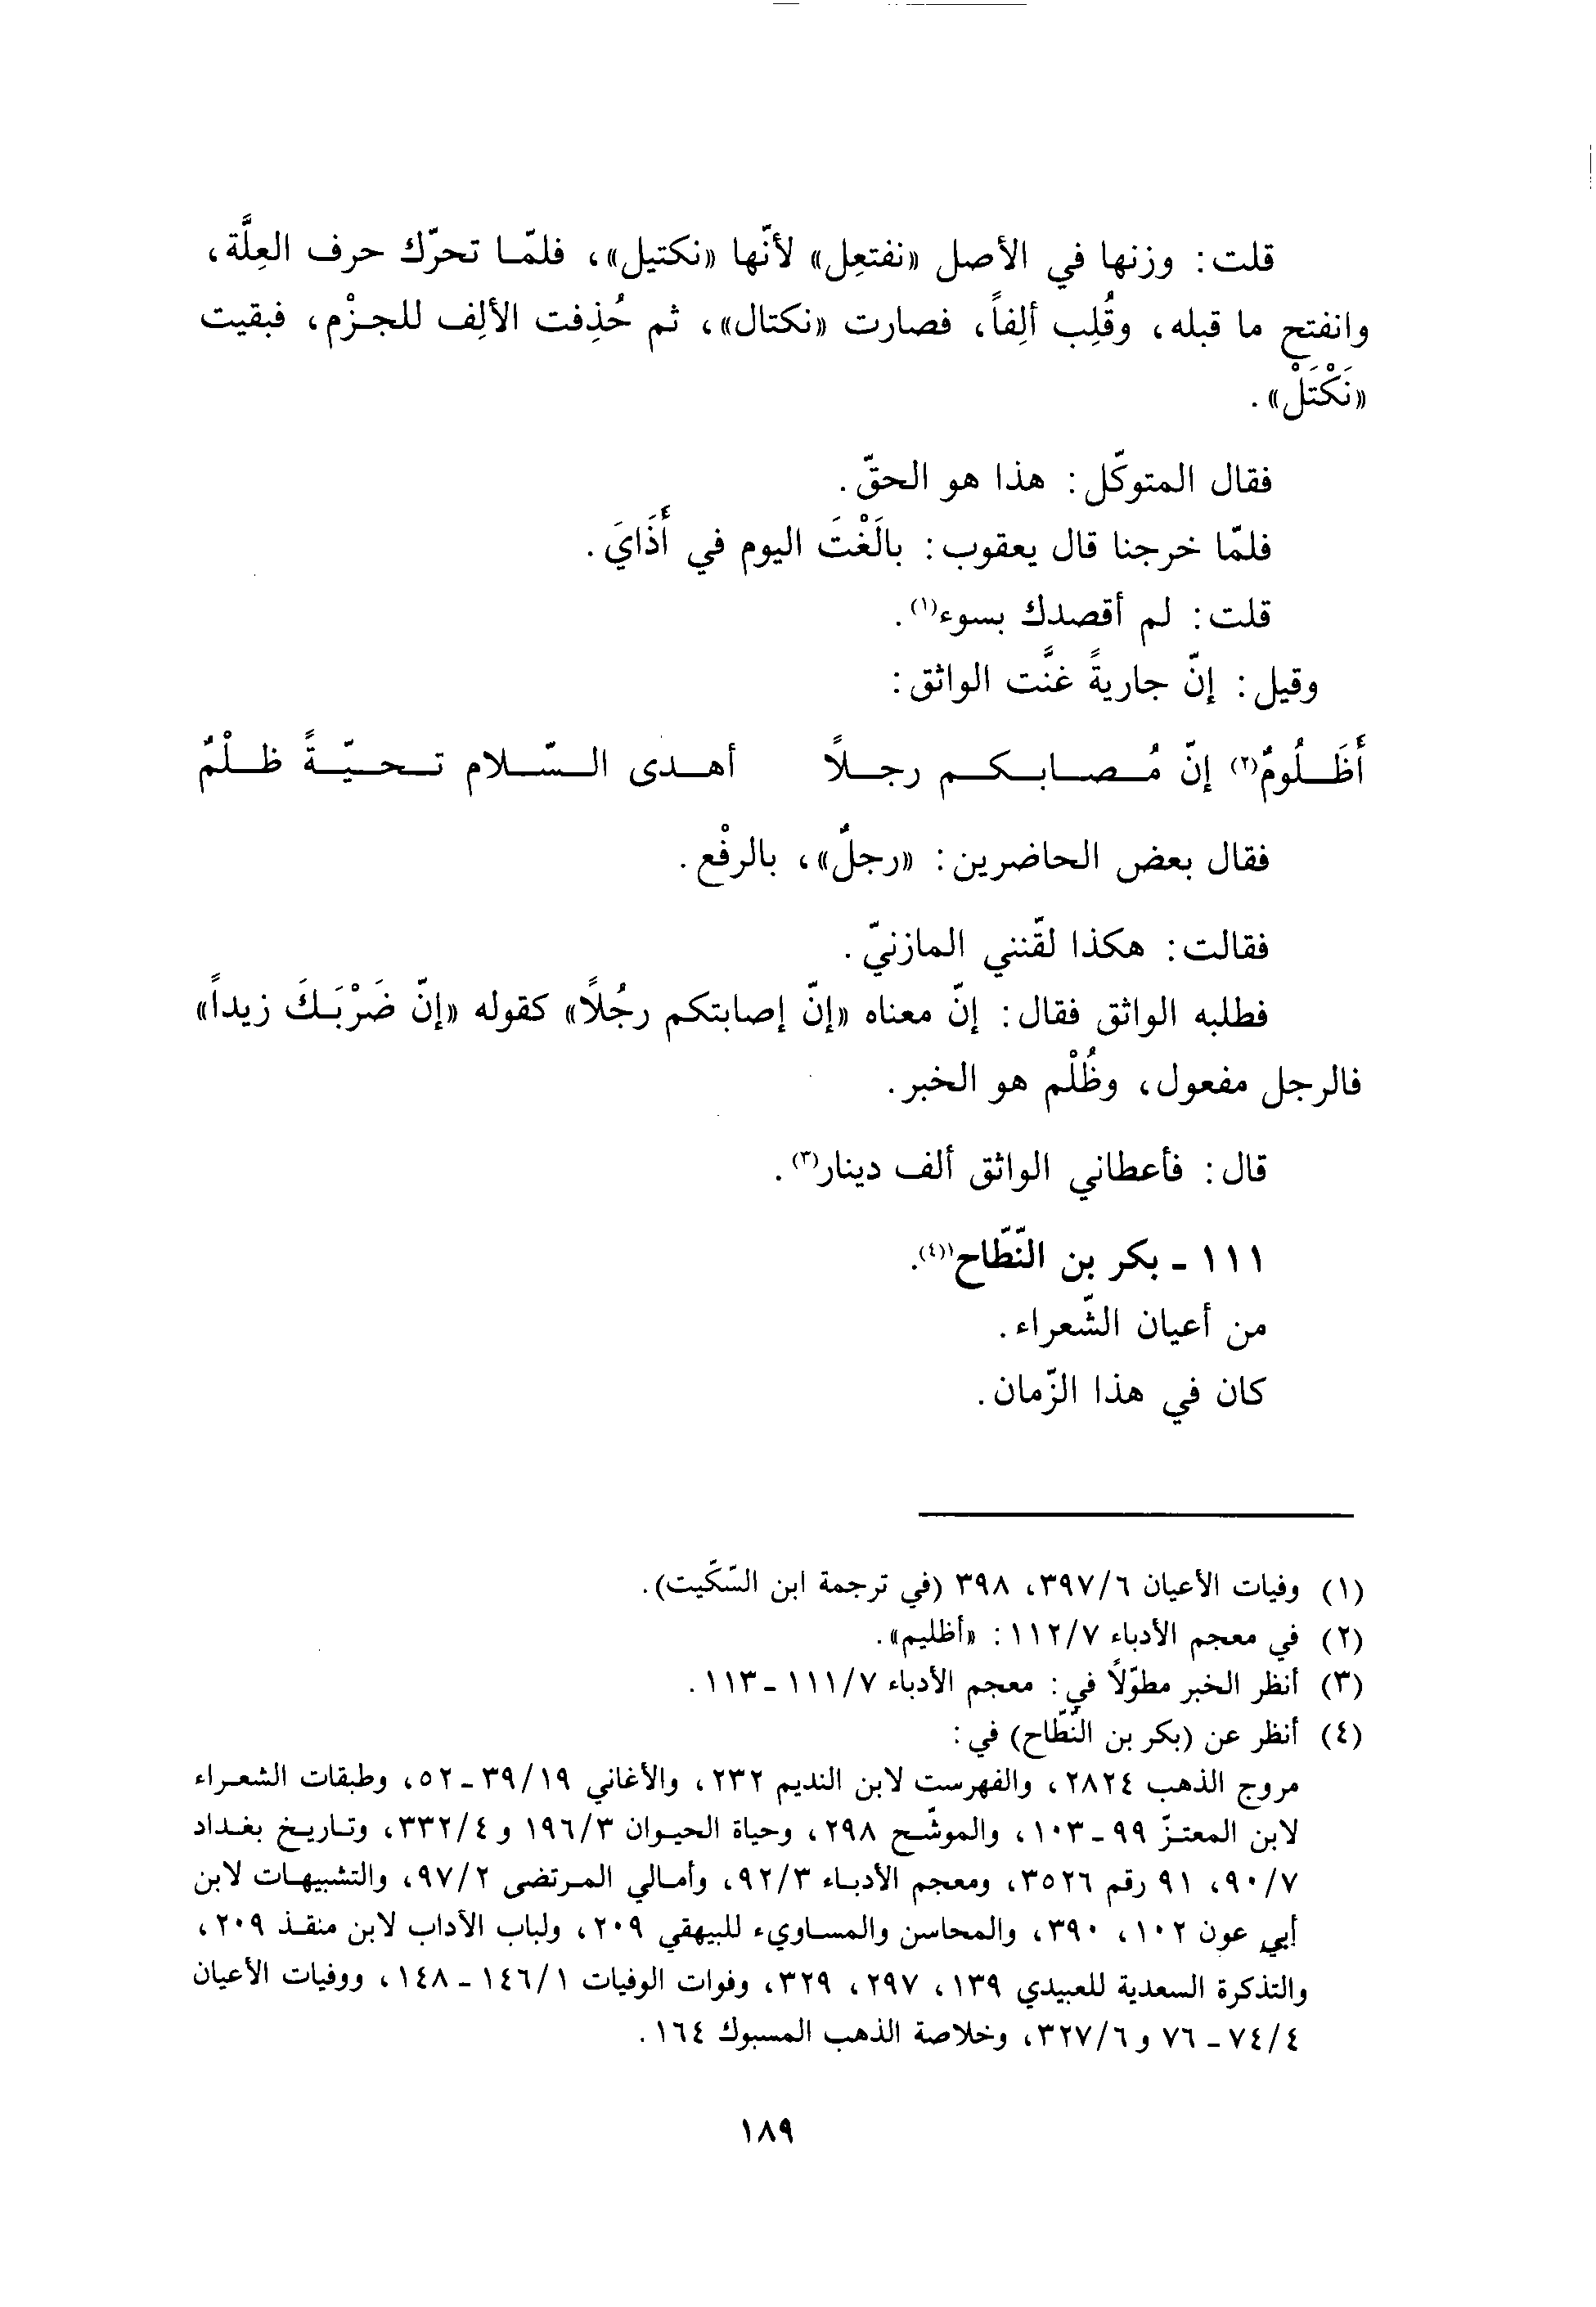 قلت: وزنها في الأصل «نفتعِل» لأنّها «نكتيل»، فلمّا تحرّك حرف العِلَّة،
وانفتح ما قبله، وقُلِب ألِفاً، فصارت «نكتال»، ثم حُذِفت الألِف للجزْم، فبقيت
«نَكْتَلْ».
فقال المتوكّل: هذا هو الحقّ.
فلمّا خرجنا قال يعقوب: بالَغْتَ اليوم في أَذَايَ.
قلت: لم أقصدك بسوء(١).
وقيل: إنّ جاريةً غنَّت الواثق:
أَظَلُومٌ(٢) إنّ مُصابكم رجلاً أهدى السّلام تحيّةً ظلْمٌ
فقال بعض الحاضرين: «رجلٌ»، بالرفْع.
فقالت: هكذا لقّنني المازنيّ.
فطلبه الواثق فقال: إنّ معناه «إنّ إصابتكم رجُلاً» كقوله «إنّ ضَرْبَكَ زيداً»
فالرجل مفعول، وظُلْم هو الخبر.
قال: فأعطاني الواثق ألف دينار(٣).
١١١ - بكر بن النّطّاح(٤).
من أعيان الشّعراء.
كان في هذا الزّمان.
(١) وفيات الأعيان ٣٩٧/٦، ٣٩٨ (في ترجمة ابن السّكّيت).
(٢) في معجم الأدباء ١١٢/٧: «أظليم».
(٣) أنظر الخبر مطوّلاً في: معجم الأدباء ١١١/٧ - ١١٣.
(٤) أنظر عن (بكر بن النّطّاح) في:
مروج الذهب ٢٨٢٤، والفهرست لابن النديم ٢٣٢، والأغاني ٣٩/١٩ - ٥٢، وطبقات الشعراء
لابن المعتزّ ٩٩ - ١٠٣، والموشّح ٢٩٨، وحياة الحيوان ١٩٦/٣ و ٣٣٢/٤، وتاريخ بغداد
٩٠/٧، ٩١ رقم ٣٥٢٦، ومعجم الأدباء ٩٢/٣، وأمالي المرتضى ٩٧/٢، والتشبيهات لابن
أبي عون ١٠٢، ٣٩٠، والمحاسن والمساويء للبيهقي ٢٠٩، ولباب الآداب لابن منقذ ٢٠٩،
والتذكرة السعدية للعبيدي ١٣٩، ٢٩٧، ٣٢٩، وفوات الوفيات ١٤٦/١ - ١٤٨، ووفيات الأعيان
٧٤/٤ - ٧٦ و ٣٢٧/٦، وخلاصة الذهب المسبوك ١٦٤.
١٨٩